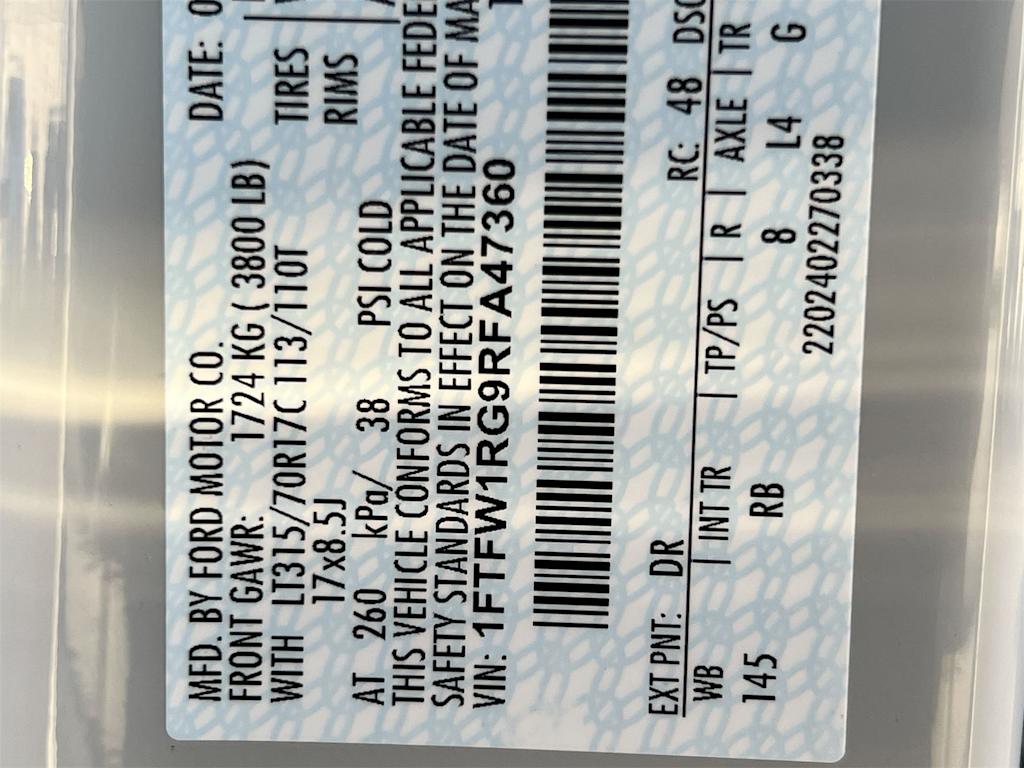 MFD. BY FORD MOTOR CO. DATE: 0
FRONT GAWR: 1724 KG ( 3800 LB)
WITH LT315/70R17C 113/110T TIRES
17x8.5J RIMS
AT 260 kPa/ 38 PSI COLD
THIS VEHICLE CONFORMS TO ALL APPLICABLE FEDE
SAFETY STANDARDS IN EFFECT ON THE DATE OF MA
VIN: 1FTFW1RG9RFA47360
EXT PNT: DR RC: 48 DSO
WB | INT TR | TP/PS | R | AXLE | TR
145 RB 8 L4 G
2202402270338